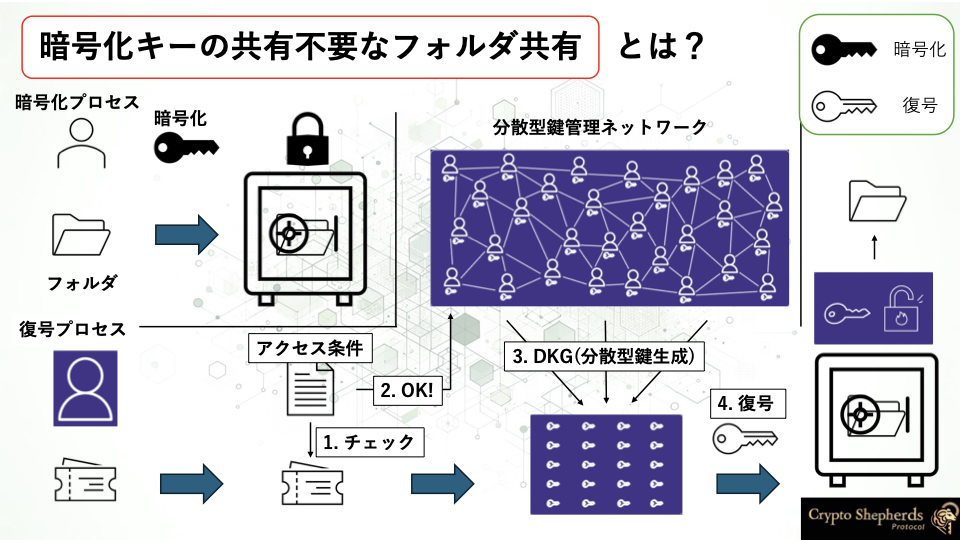 暗号化キーの共有不要なフォルダ共有 とは？
暗号化
復号
暗号化プロセス
暗号化
フォルダ
分散型鍵管理ネットワーク
復号プロセス
アクセス条件
2. OK!
1. チェック
3. DKG(分散型鍵生成)
4. 復号
Crypto Shepherds
Protocol